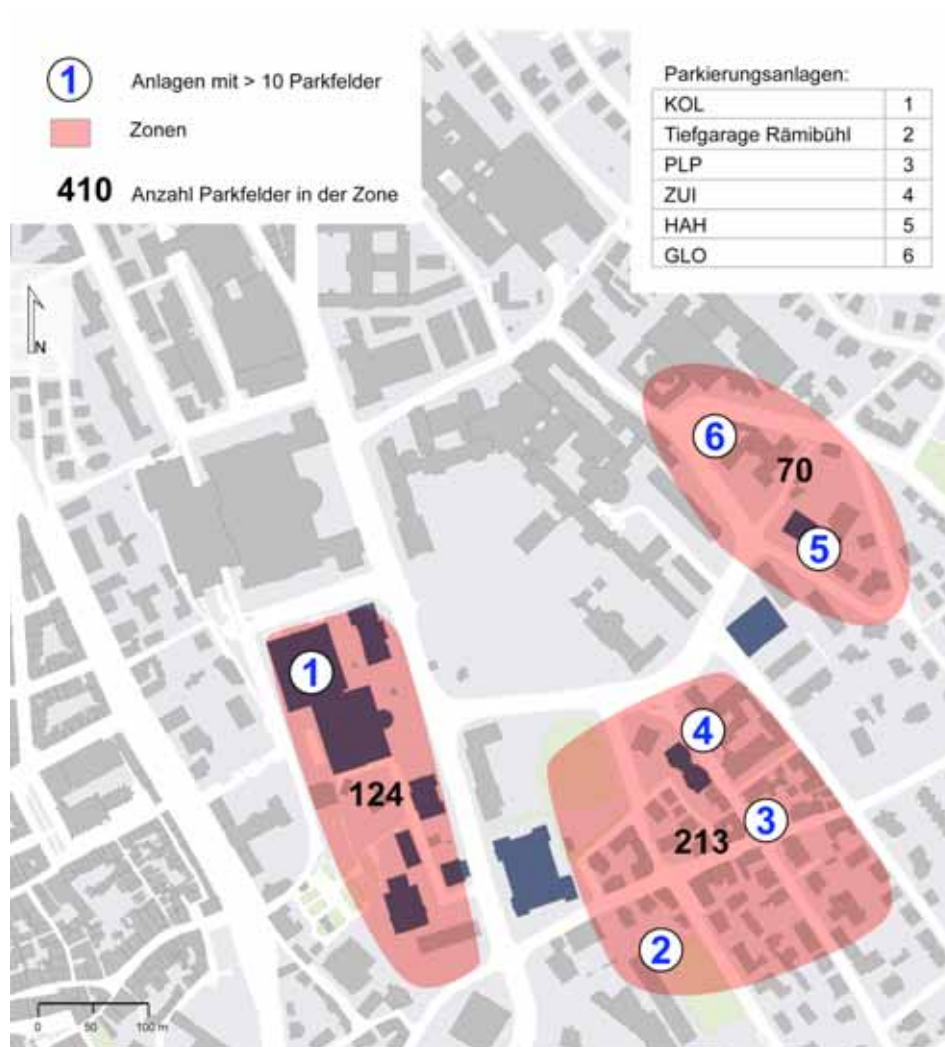 1 Anlagen mit > 10 Parkfelder
Zonen
410 Anzahl Parkfelder in der Zone
Parkierungsanlagen:
KOL 1
Tiefgarage Rämibühl 2
PLP 3
ZUI 4
HAH 5
GLO 6
N
6
70
5
1
4
124
3
213
2
0 50 100 m